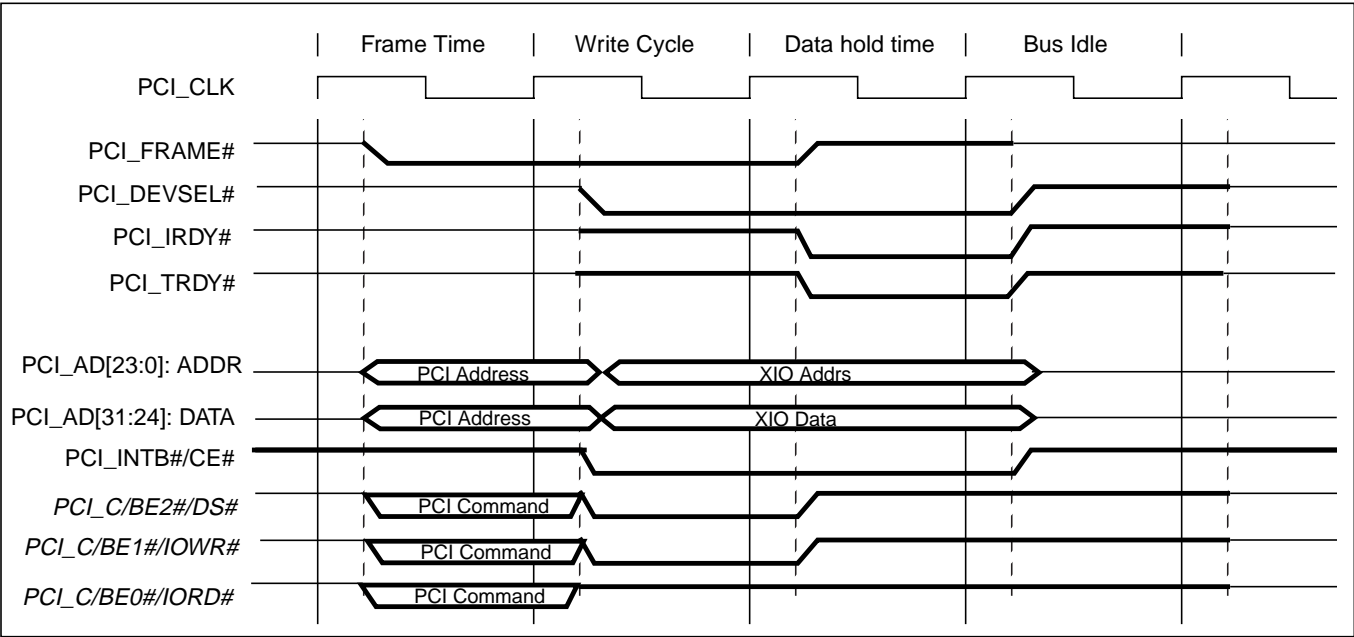 | Frame Time | Write Cycle | Data hold time | Bus Idle |
PCI_CLK
PCI_FRAME#
PCI_DEVSEL#
PCI_IRDY#
PCI_TRDY#
PCI_AD[23:0]: ADDR PCI Address XIO Addrs
PCI_AD[31:24]: DATA PCI Address XIO Data
PCI_INTB#/CE#
PCI_C/BE2#/DS# PCI Command
PCI_C/BE1#/IOWR# PCI Command
PCI_C/BE0#/IORD# PCI Command